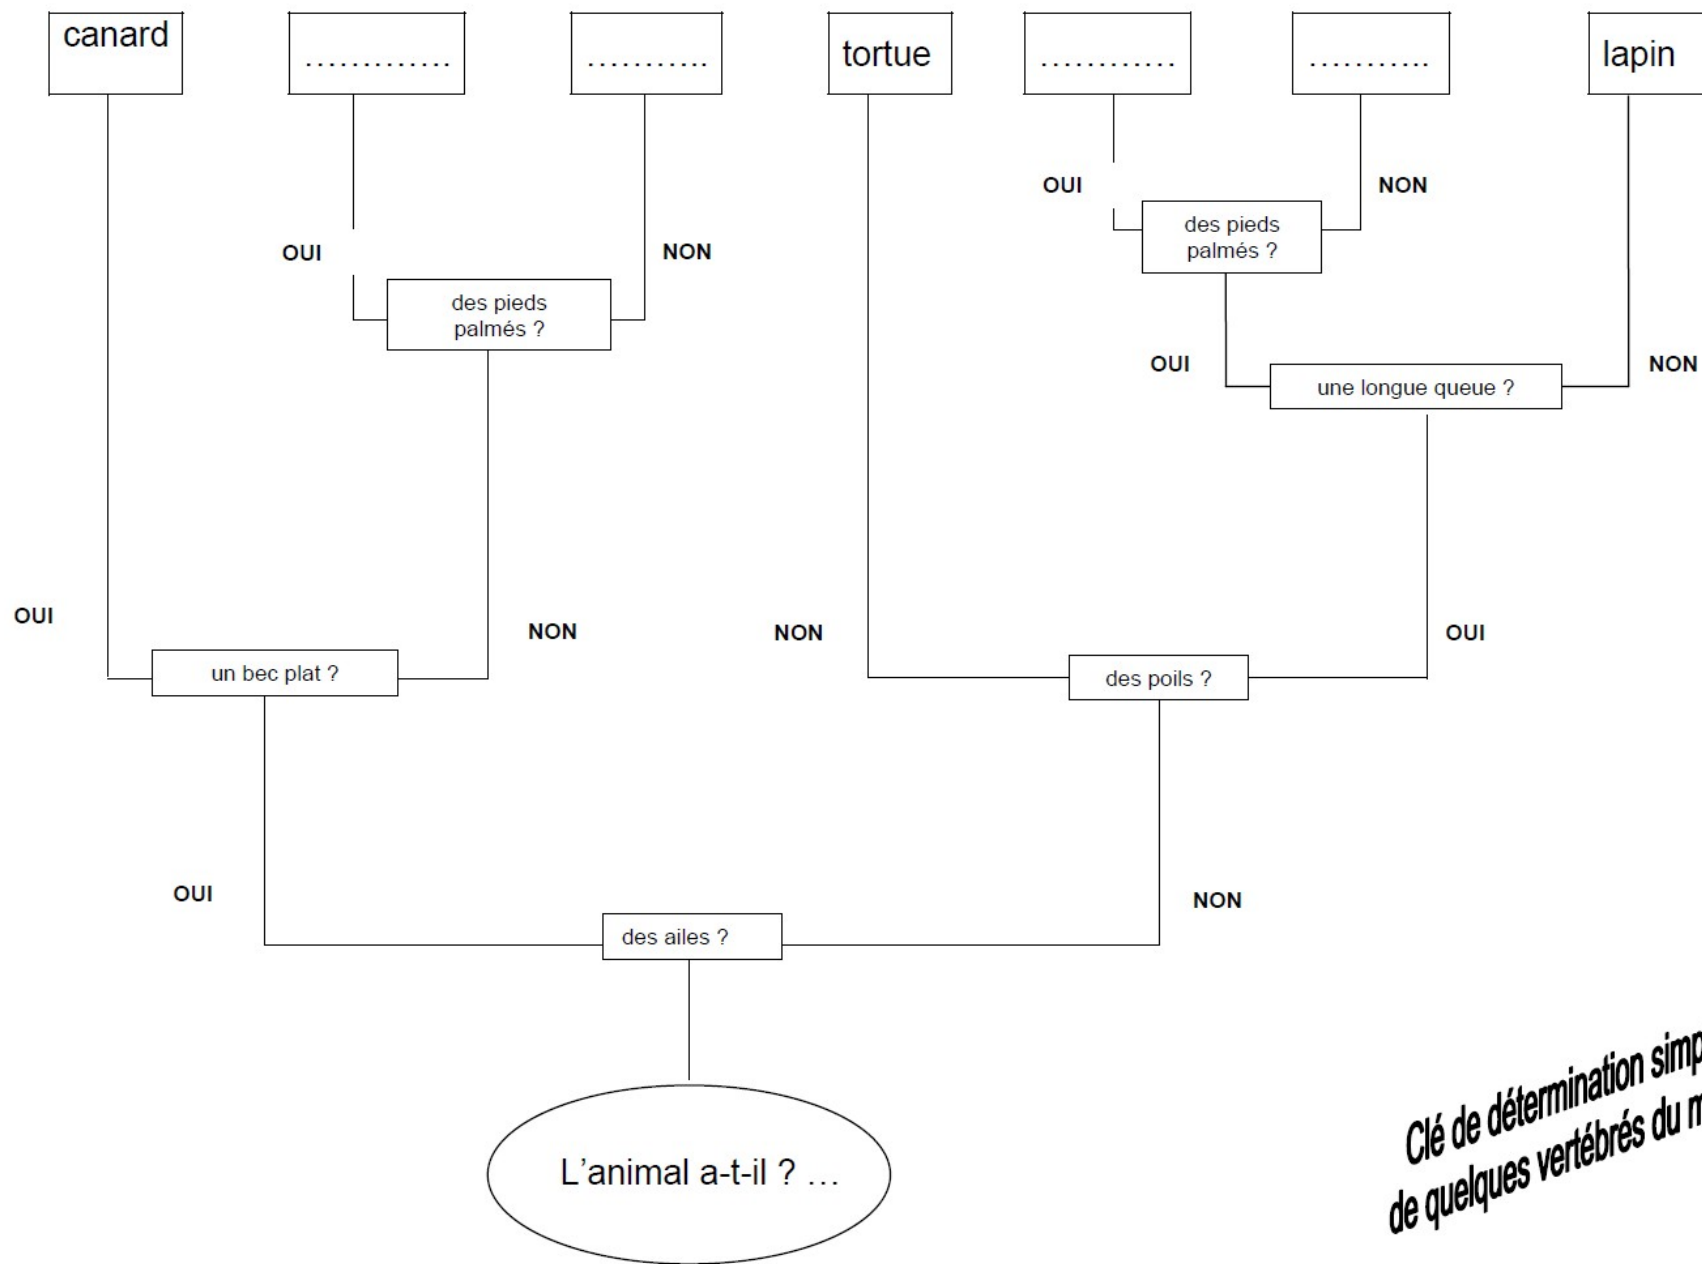 canard
………….
………..
tortue
…………
………..
lapin
OUI
NON
des pieds
palmés ?
OUI
NON
des pieds
palmés ?
OUI
NON
une longue queue ?
OUI
NON
NON
OUI
un bec plat ?
des poils ?
OUI
NON
des ailes ?
L’animal a-t-il ? …
Clé de détermination
de quelques vertébrés du